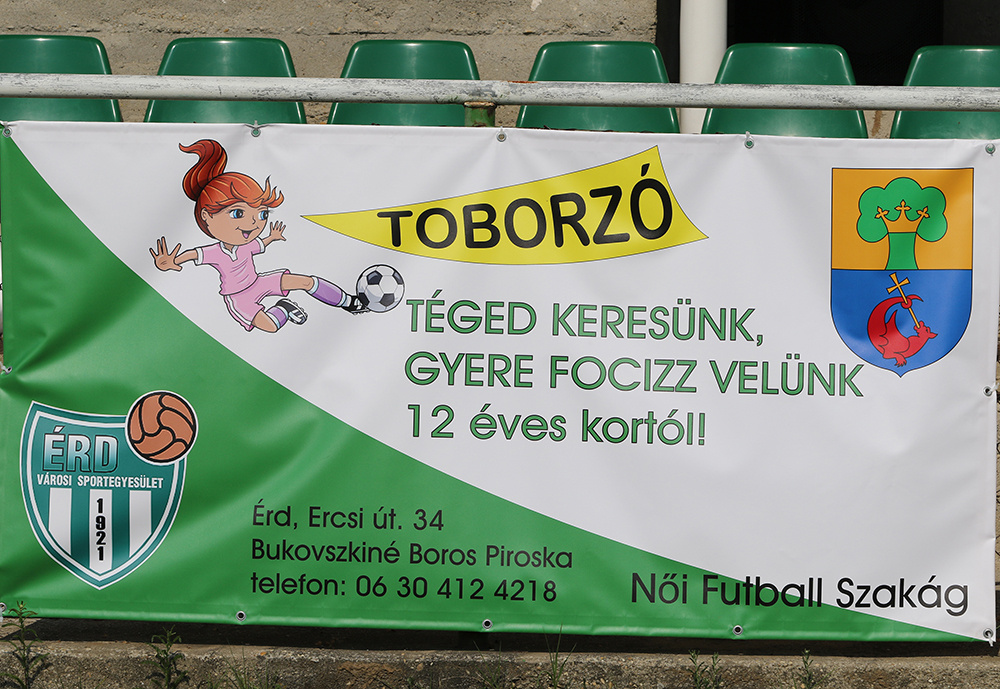 TOBORZÓ
TÉGED KERESÜNK,
GYERE FOCIZZ VELÜNK
12 éves kortól!
ÉRD
VÁROSI SPORTEGYESÜLET
1921
Érd, Ercsi út. 34
Bukovszkiné Boros Piroska
telefon: 06 30 412 4218
Női Futball Szakág